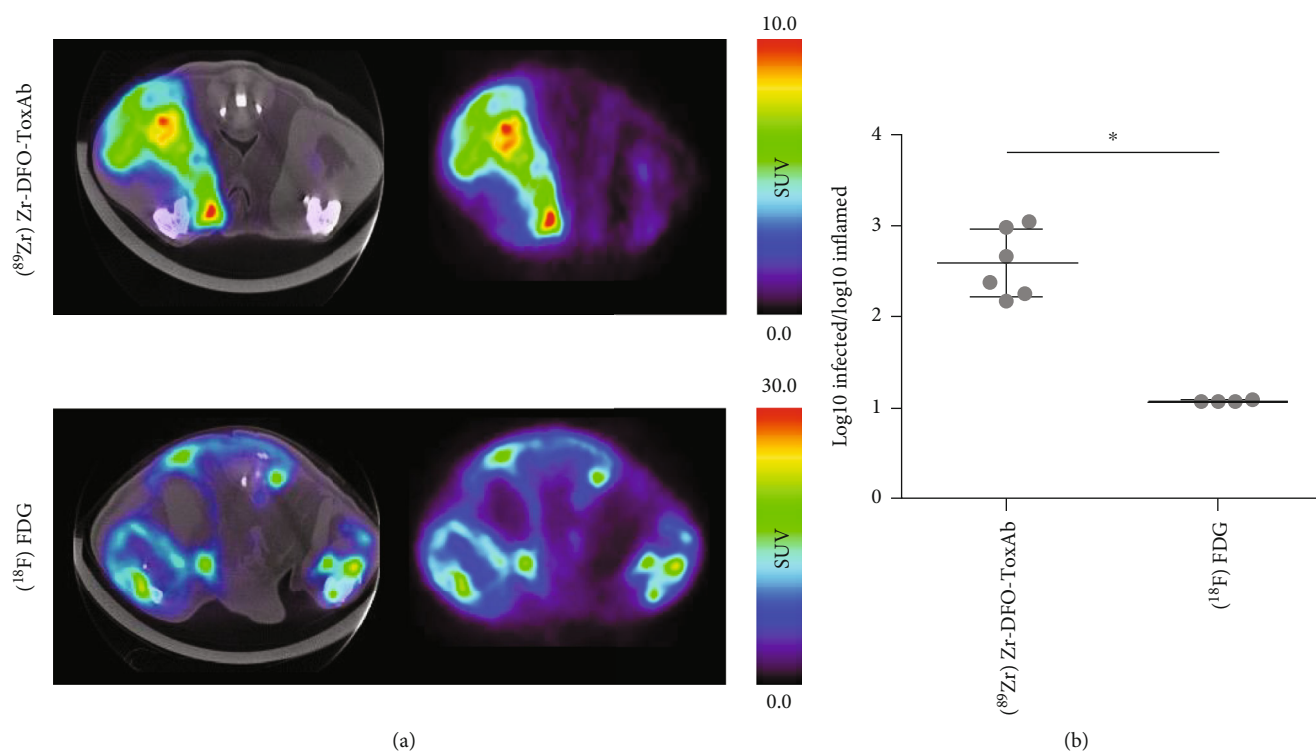 (⁸⁹Zr) Zr-DFO-ToxAb
10.0
SUV
0.0
(¹⁸F) FDG
30.0
SUV
0.0
(a)
Log10 infected/log10 inflamed
4
3
2
1
0
*
(⁸⁹Zr) Zr-DFO-ToxAb
(¹⁸F) FDG
(b)